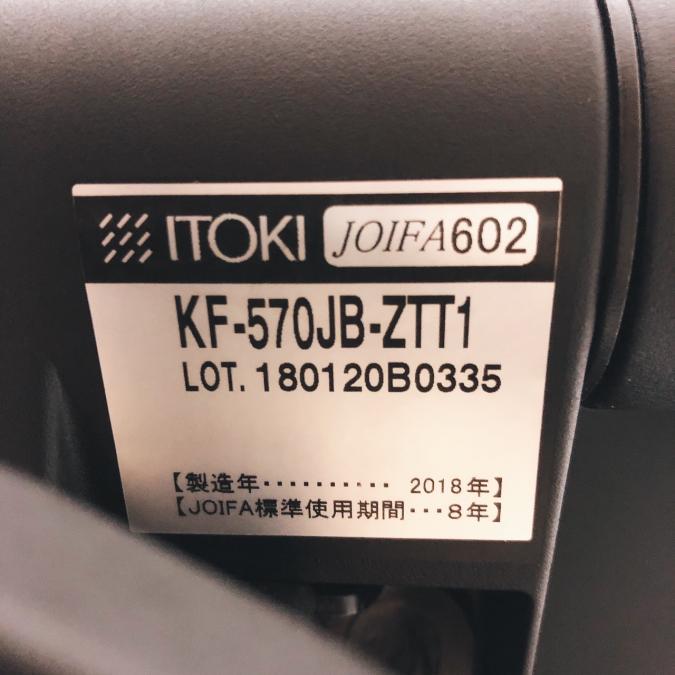 ITOKI JOIFA602
KF-570JB-ZTT1
LOT. 180120B0335
【製造年・・・・・・・・・・ 2018年】
【JOIFA標準使用期間・・・8年】